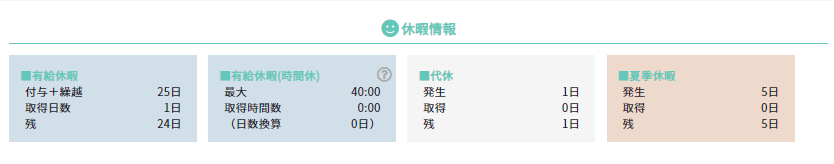 休暇情報
■有給休暇
付与＋繰越 25日
取得日数 1日
残 24日
■有給休暇(時間休) ?
最大 40:00
取得時間数 0:00
（日数換算 0日）
■代休
発生 1日
取得 0日
残 1日
■夏季休暇
発生 5日
取得 0日
残 5日